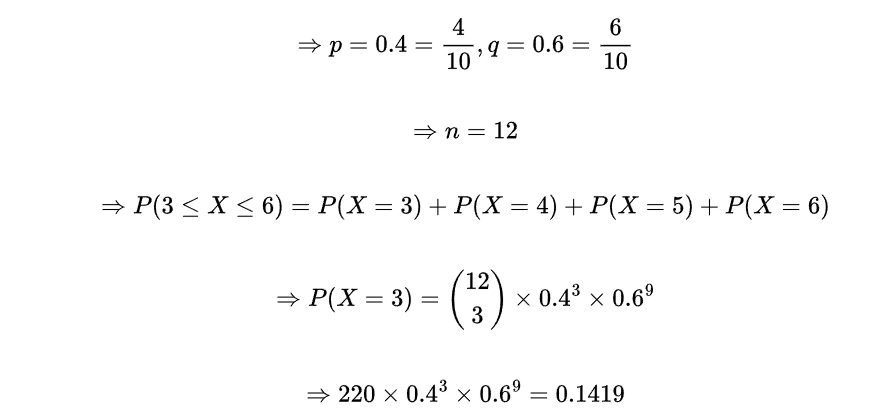 ⇒ p = 0.4 = 4/10, q = 0.6 = 6/10
⇒ n = 12
⇒ P(3 ≤ X ≤ 6) = P(X = 3) + P(X = 4) + P(X = 5) + P(X = 6)
⇒ P(X = 3) = (12 3) × 0.4³ × 0.6⁹
⇒ 220 × 0.4³ × 0.6⁹ = 0.1419